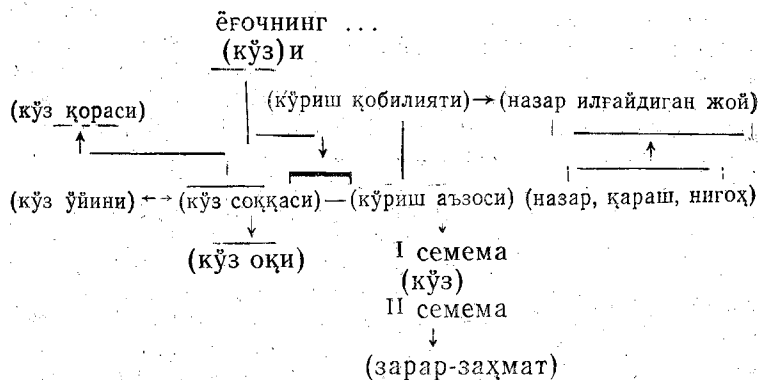 ёғочнинг ...
(кўз)и
(кўз қораси) (кўриш қобилияти)→(назар илғайдиган жой)
(кўз ўйини) ←→ (кўз соққаси)—(кўриш аъзоси) (назар, қараш, нигоҳ)
(кўз оқи) I семема
(кўз)
II семема
(зарар-заҳмат)